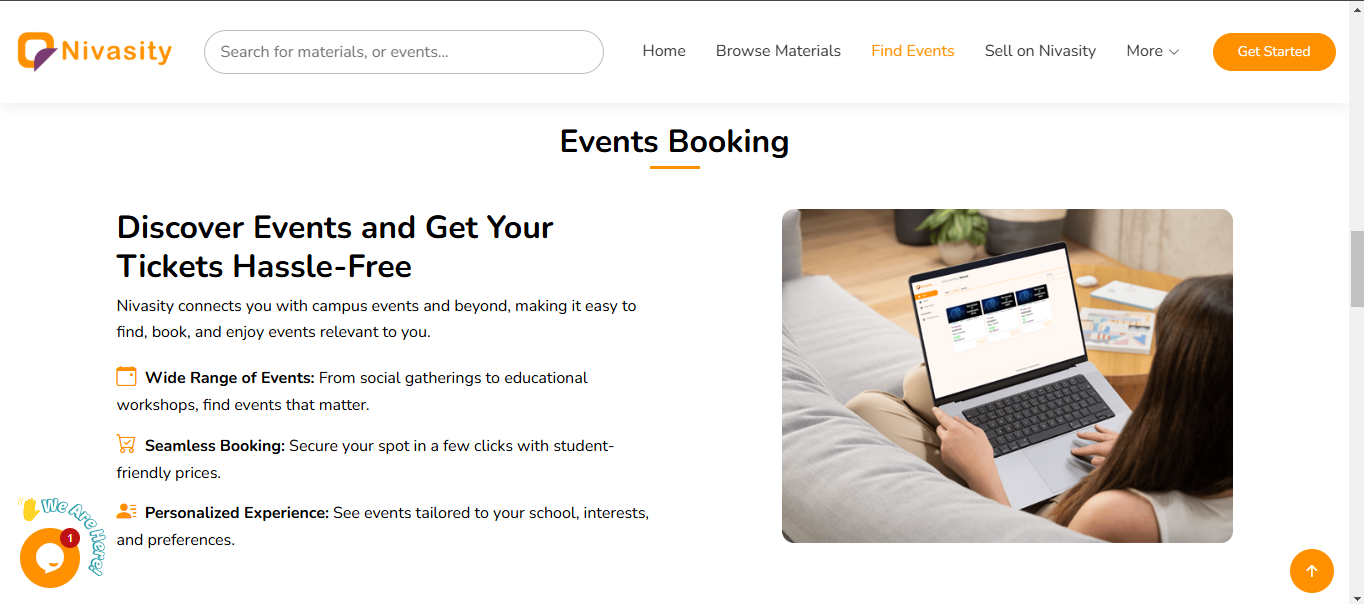 Nivasity
Search for materials, or events...
Home
Browse Materials
Find Events
Sell on Nivasity
More
Get Started
Events Booking
Discover Events and Get Your
Tickets Hassle-Free
Nivasity connects you with campus events and beyond, making it easy to
find, book, and enjoy events relevant to you.
Wide Range of Events: From social gatherings to educational
workshops, find events that matter.
Seamless Booking: Secure your spot in a few clicks with student-
friendly prices.
Personalized Experience: See events tailored to your school, interests,
and preferences.
We Are Here!
1